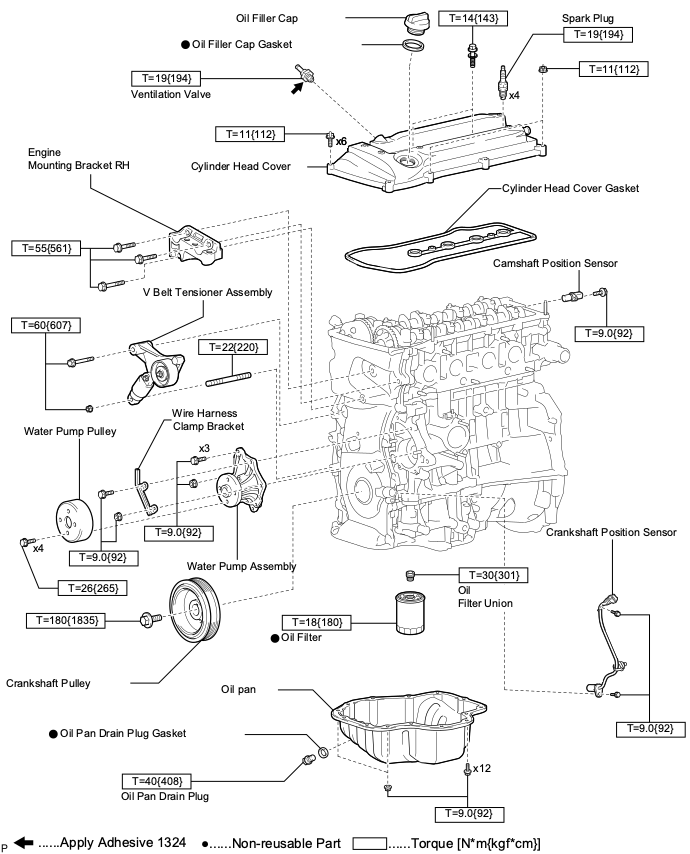 Oil Filler Cap
● Oil Filler Cap Gasket
T=14{143}
Spark Plug
T=19{194}
T=19{194}
Ventilation Valve
x4
T=11{112}
T=11{112}
x6
Engine
Mounting Bracket RH
Cylinder Head Cover
Cylinder Head Cover Gasket
T=55{561}
Camshaft Position Sensor
V Belt Tensioner Assembly
T=60{607}
T=9.0{92}
T=22{220}
Wire Harness
Clamp Bracket
Water Pump Pulley
x3
x4
T=9.0{92}
T=9.0{92}
Crankshaft Position Sensor
Water Pump Assembly
T=26{265}
T=30{301}
Oil
Filter Union
T=180{1835}
T=18{180}
● Oil Filter
Crankshaft Pulley
Oil pan
T=9.0{92}
● Oil Pan Drain Plug Gasket
x12
T=40{408}
Oil Pan Drain Plug
T=9.0{92}
P
......Apply Adhesive 1324
●......Non-reusable Part
......Torque [N*m{kgf*cm}]